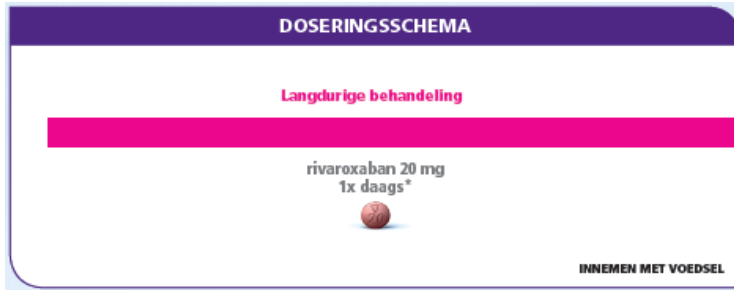 DOSERINGSSCHEMA
Langdurige behandeling
rivaroxaban 20 mg
1x daags*
INNEMEN MET VOEDSEL